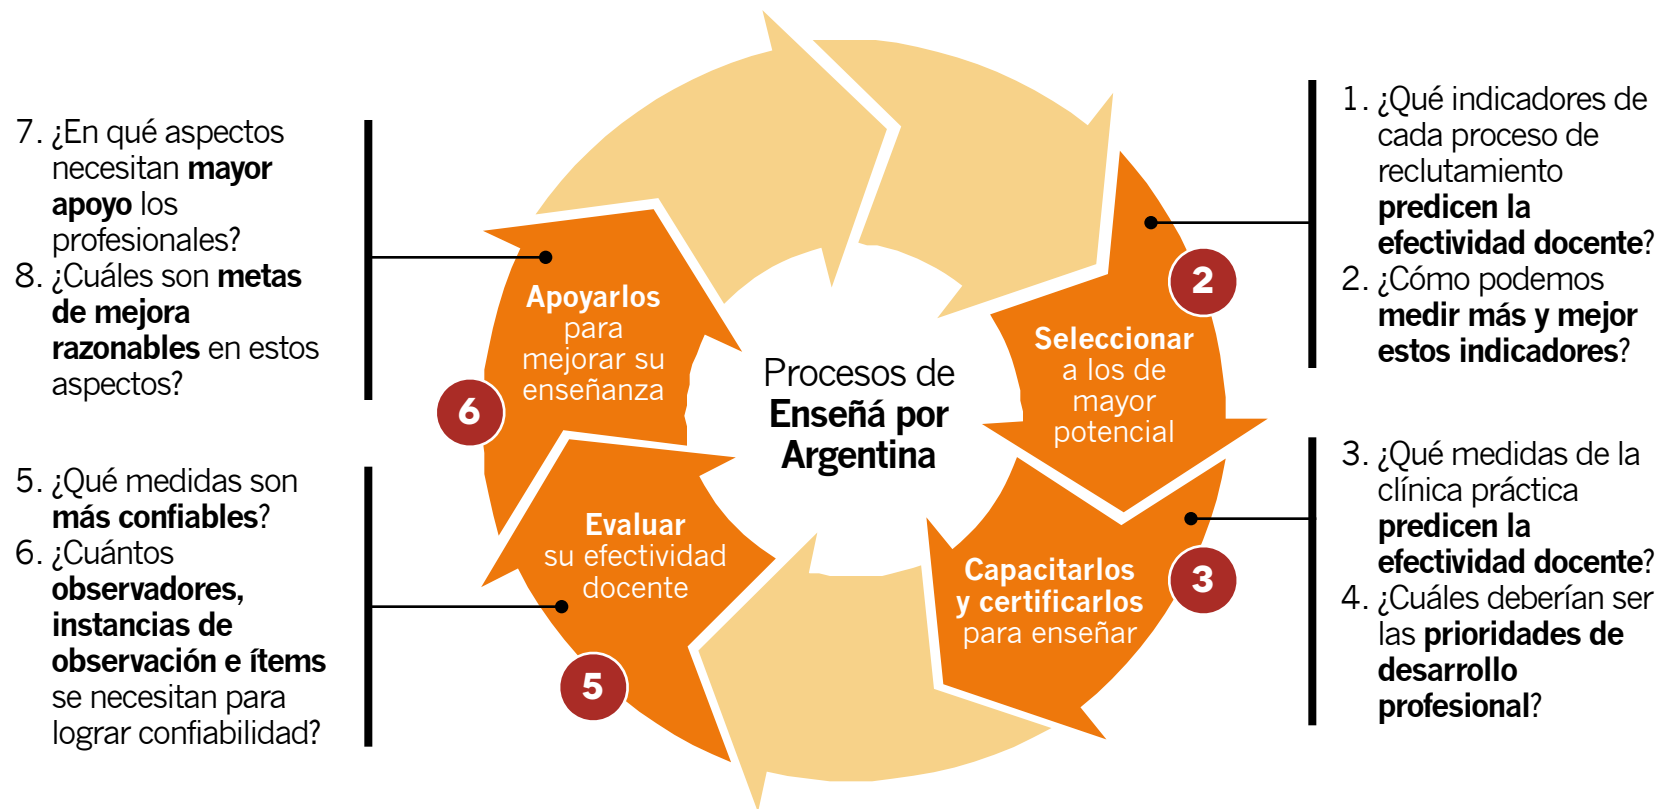 7. ¿En qué aspectos
necesitan mayor
apoyo los
profesionales?
8. ¿Cuáles son metas
de mejora
razonables en estos
aspectos?
5. ¿Qué medidas son
más confiables?
6. ¿Cuántos
observadores,
instancias de
observación e ítems
se necesitan para
lograr confiabilidad?
Apoyarlos
para
mejorar su
enseñanza
6
Evaluar
su efectividad
docente
5
Procesos de
Enseñá por
Argentina
2
Seleccionar
a los de
mayor
potencial
Capacitarlos
y certificarlos
para enseñar
3
1. ¿Qué indicadores de
cada proceso de
reclutamiento
predicen la
efectividad docente?
2. ¿Cómo podemos
medir más y mejor
estos indicadores?
3. ¿Qué medidas de la
clínica práctica
predicen la
efectividad docente?
4. ¿Cuáles deberían ser
las prioridades de
desarrollo
profesional?